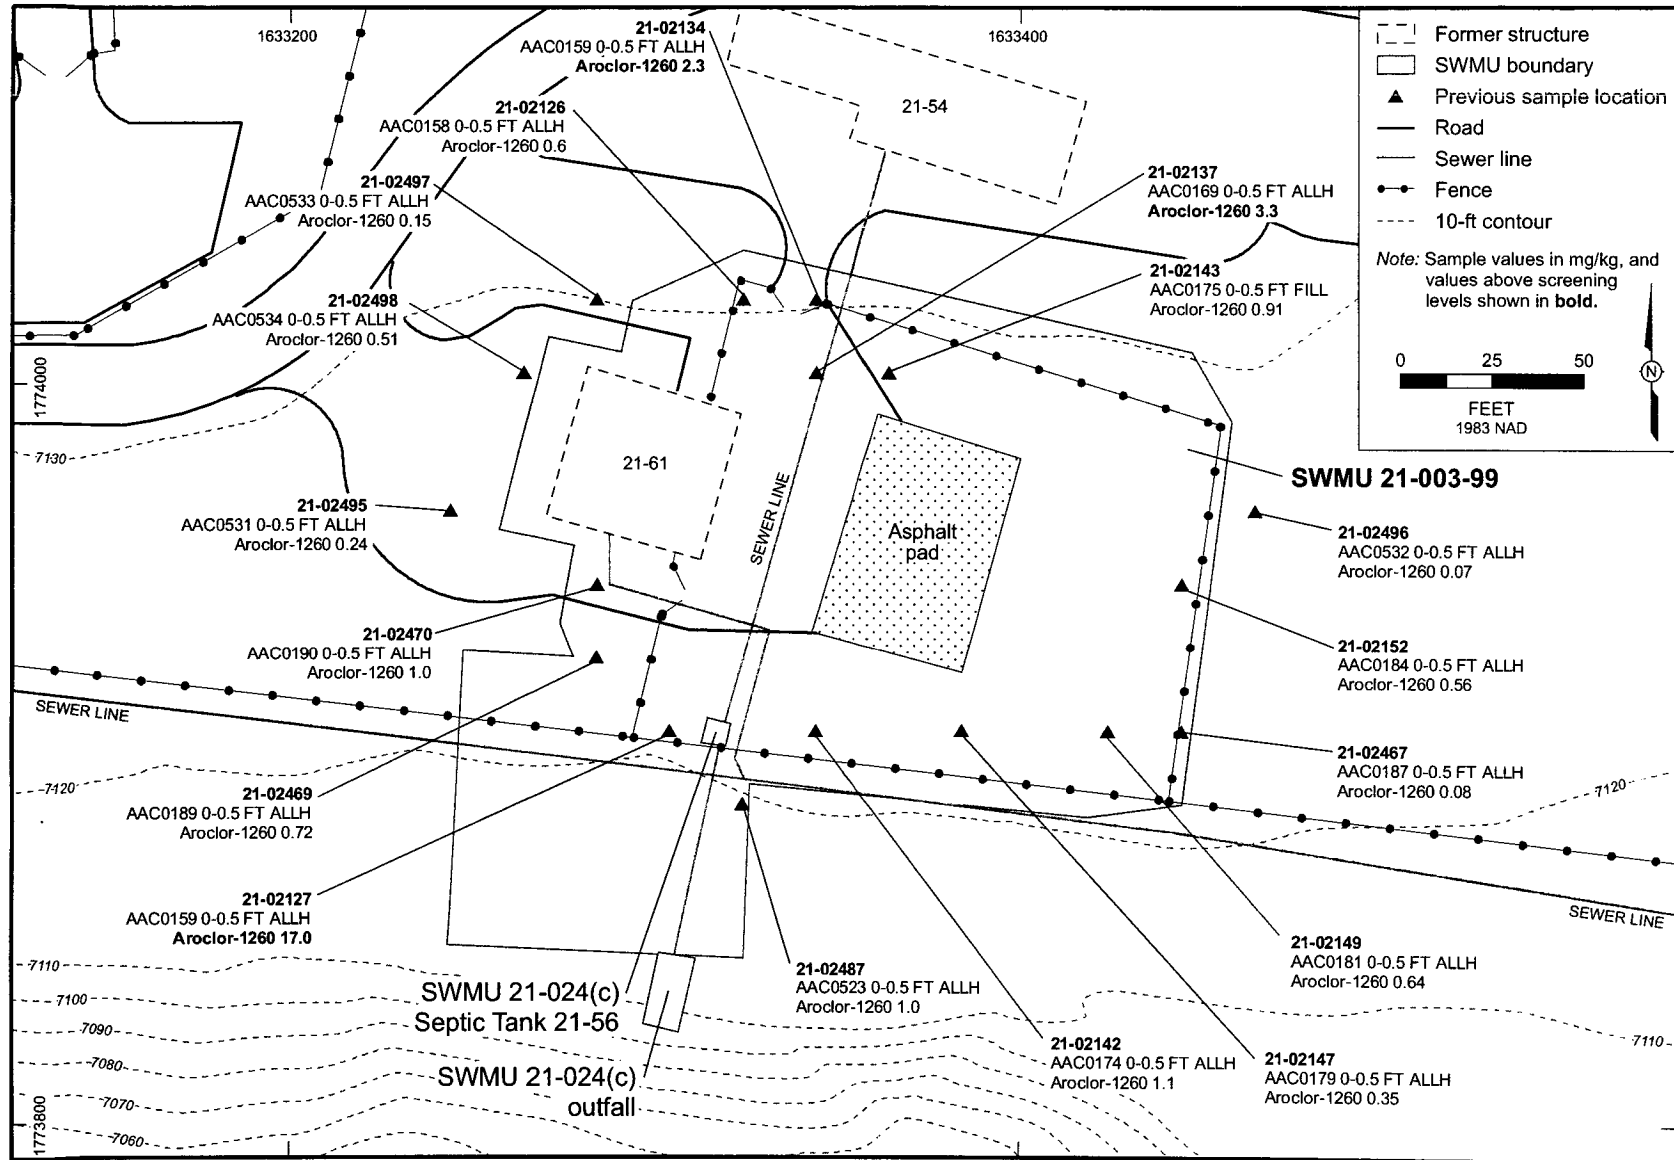 1633200
1633400
21-02134
AAC0159 0-0.5 FT ALLH
Aroclor-1260 2.3
21-02126
AAC0158 0-0.5 FT ALLH
Aroclor-1260 0.6
21-02497
AAC0533 0-0.5 FT ALLH
Aroclor-1260 0.15
21-02498
AAC0534 0-0.5 FT ALLH
Aroclor-1260 0.51
21-54
21-02137
AAC0169 0-0.5 FT ALLH
Aroclor-1260 3.3
21-02143
AAC0175 0-0.5 FT FILL
Aroclor-1260 0.91
Former structure
SWMU boundary
Previous sample location
Road
Sewer line
Fence
10-ft contour
Note: Sample values in mg/kg, and
values above screening
levels shown in bold.
0 25 50
FEET
1983 NAD
N
1774000
7130
21-61
SEWER LINE
Asphalt
pad
SWMU 21-003-99
21-02495
AAC0531 0-0.5 FT ALLH
Aroclor-1260 0.24
21-02496
AAC0532 0-0.5 FT ALLH
Aroclor-1260 0.07
21-02470
AAC0190 0-0.5 FT ALLH
Aroclor-1260 1.0
21-02152
AAC0184 0-0.5 FT ALLH
Aroclor-1260 0.56
SEWER LINE
21-02467
AAC0187 0-0.5 FT ALLH
Aroclor-1260 0.08
7120
7120
21-02469
AAC0189 0-0.5 FT ALLH
Aroclor-1260 0.72
21-02127
AAC0159 0-0.5 FT ALLH
Aroclor-1260 17.0
SEWER LINE
21-02149
AAC0181 0-0.5 FT ALLH
Aroclor-1260 0.64
21-02487
AAC0523 0-0.5 FT ALLH
Aroclor-1260 1.0
SWMU 21-024(c)
Septic Tank 21-56
SWMU 21-024(c)
outfall
21-02142
AAC0174 0-0.5 FT ALLH
Aroclor-1260 1.1
21-02147
AAC0179 0-0.5 FT ALLH
Aroclor-1260 0.35
7110
7100
7090
7080
7070
7060
7110
1773800